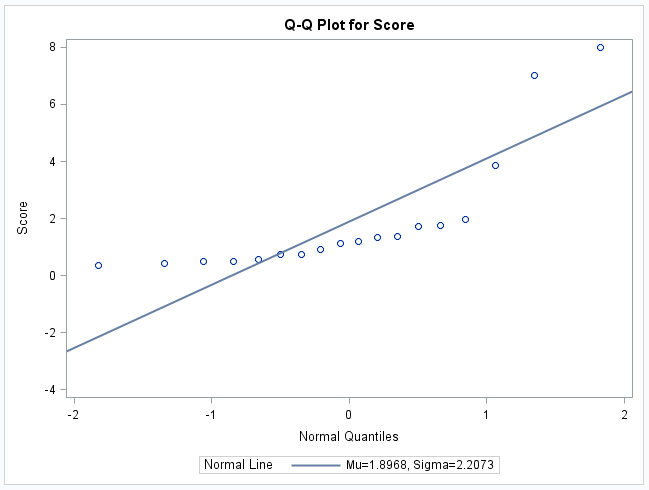 Q-Q Plot for Score
8
6
4
2
0
-2
-4
Score
-2 -1 0 1 2
Normal Quantiles
Normal Line Mu=1.8968, Sigma=2.2073